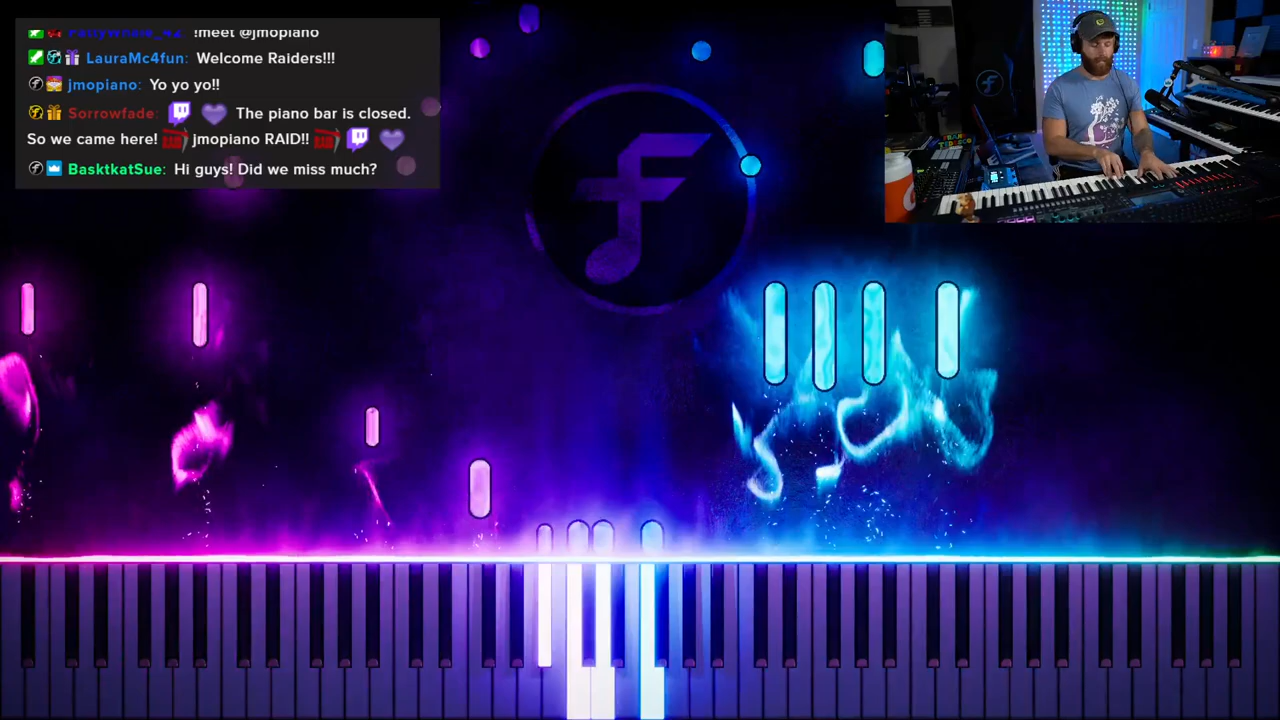 !meet @jmopiano
LauraMc4fun: Welcome Raiders!!!
jmopiano: Yo yo yo!!
Sorrowfade: The piano bar is closed.
So we came here! jmopiano RAID!!
BasktkatSue: Hi guys! Did we miss much?